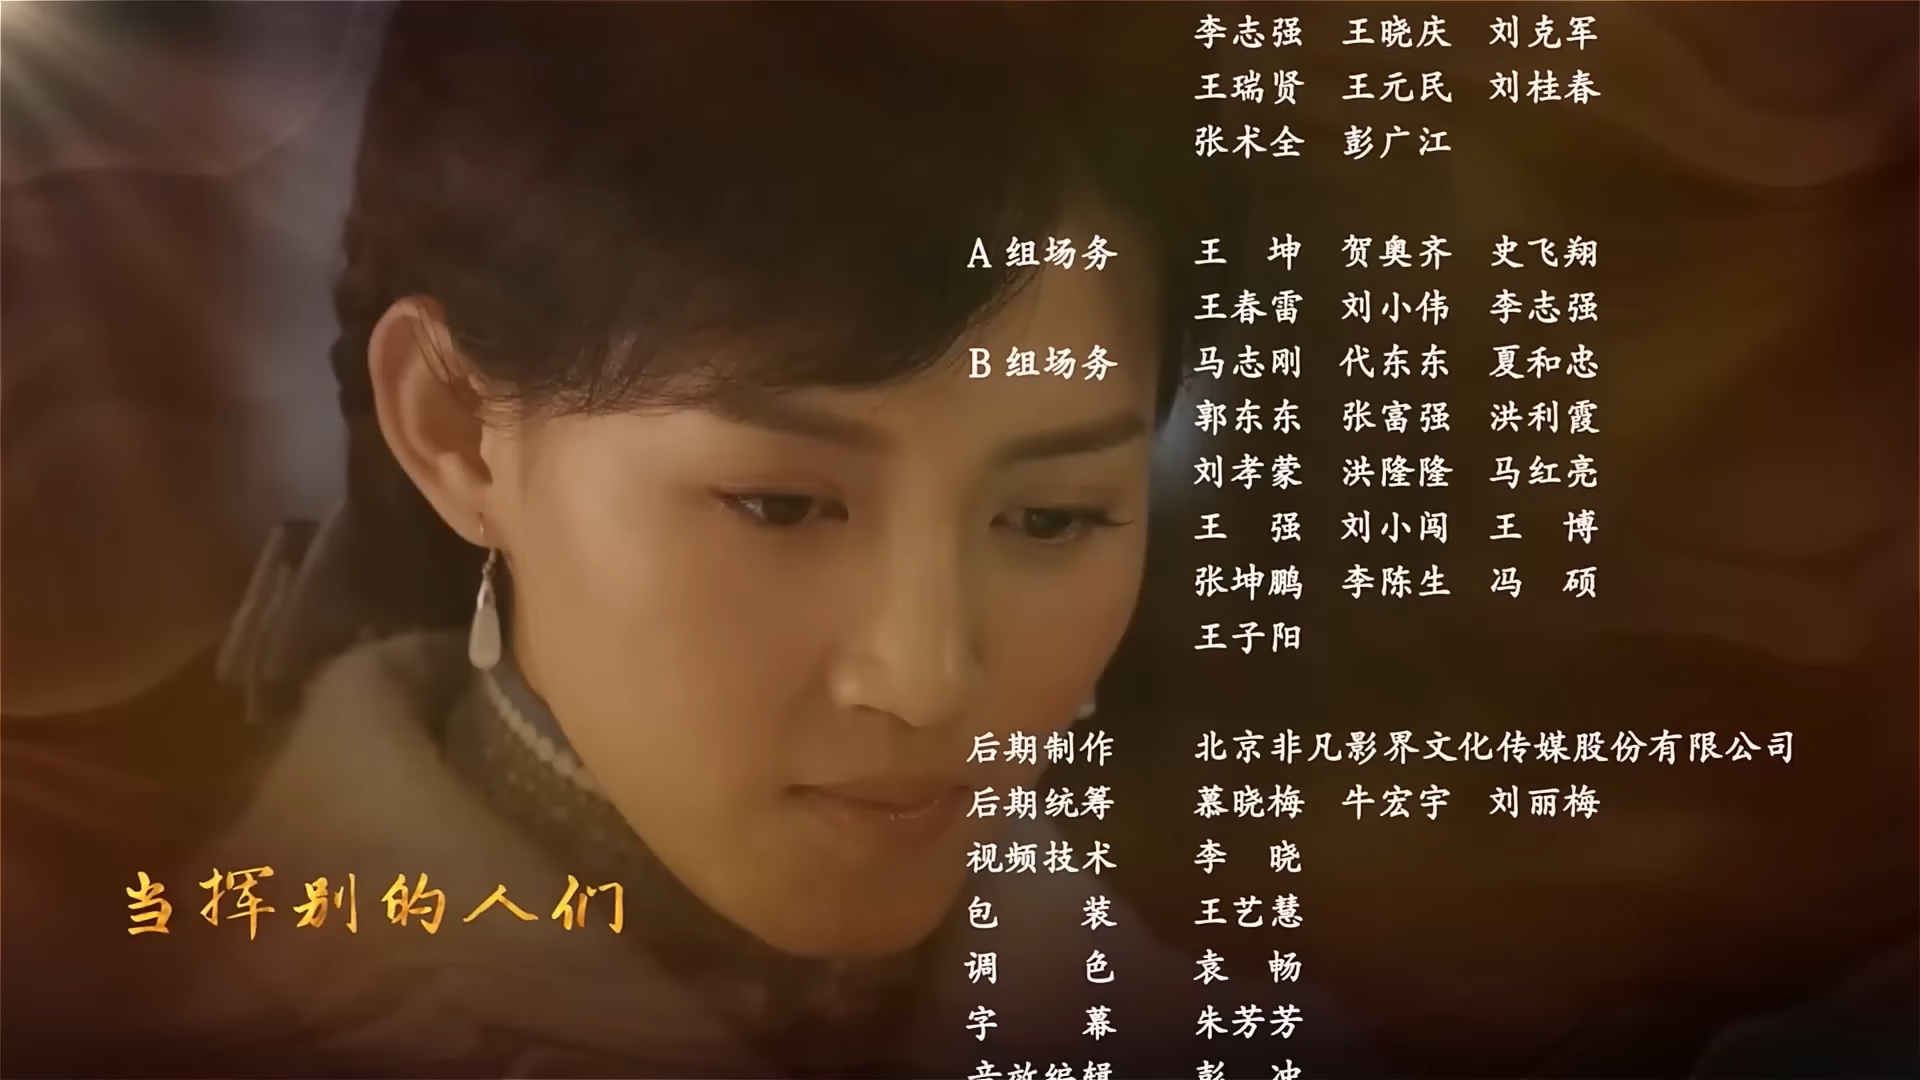 李志强 王晓庆 刘克军
王瑞贤 王元民 刘桂春
张术全 彭广江
A 组场务 王 坤 贺奥齐 史飞翔
王春雷 刘小伟 李志强
B 组场务 马志刚 代东东 夏和忠
郭东东 张富强 洪利霞
刘孝蒙 洪隆隆 马红亮
王 强 刘小闯 王 博
张坤鹏 李陈生 冯 硕
王子阳
后期制作 北京非凡影界文化传媒股份有限公司
后期统筹 慕晓梅 牛宏宇 刘丽梅
视频技术 李 晓
包 装 王艺慧
调 色 袁 畅
字 幕 朱芳芳
音效编辑 彭 冲
当挥别的人们